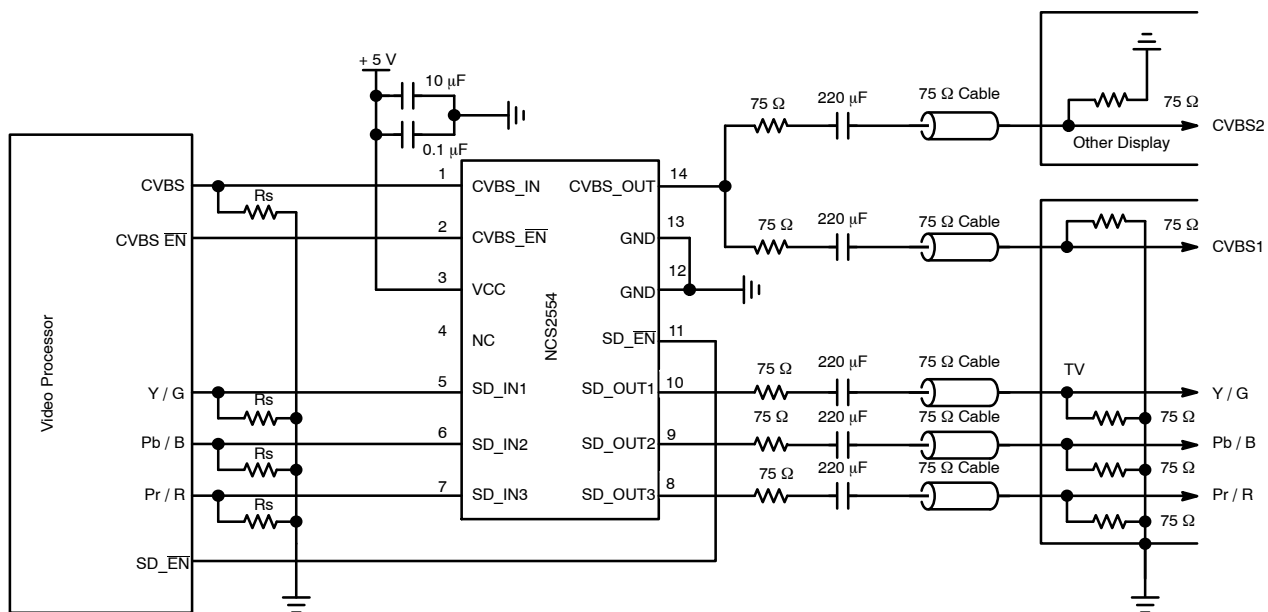 + 5 V
10 μF
0.1 μF
Video Processor
CVBS
CVBS E̅N̅
Y / G
Pb / B
Pr / R
SD_E̅N̅
Rs
Rs
Rs
Rs
NCS2554
1 CVBS_IN
2 CVBS_E̅N̅
3 VCC
4 NC
5 SD_IN1
6 SD_IN2
7 SD_IN3
CVBS_OUT 14
GND 13
GND 12
SD_E̅N̅ 11
SD_OUT1 10
SD_OUT2 9
SD_OUT3 8
75 Ω 220 μF 75 Ω Cable 75 Ω CVBS2
Other Display
75 Ω 220 μF 75 Ω Cable 75 Ω CVBS1
75 Ω 220 μF 75 Ω Cable TV Y / G
75 Ω 220 μF 75 Ω Cable 75 Ω Pb / B
75 Ω 220 μF 75 Ω Cable 75 Ω Pr / R
75 Ω